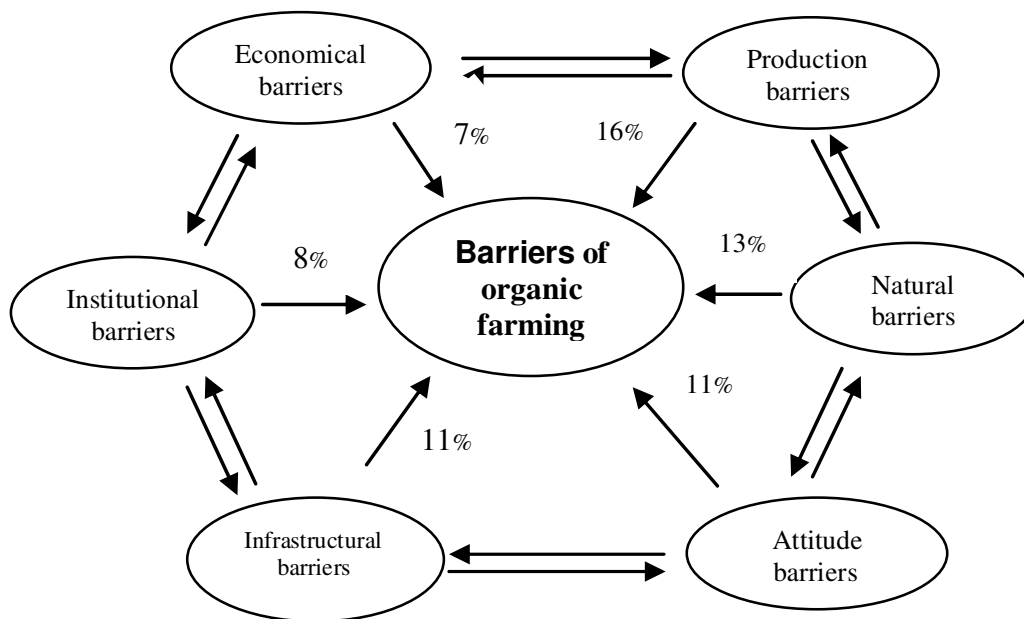 Economical
barriers
Production
barriers
7%
16%
Barriers of
organic
farming
13%
8%
Institutional
barriers
Natural
barriers
11%
11%
Infrastructural
barriers
Attitude
barriers